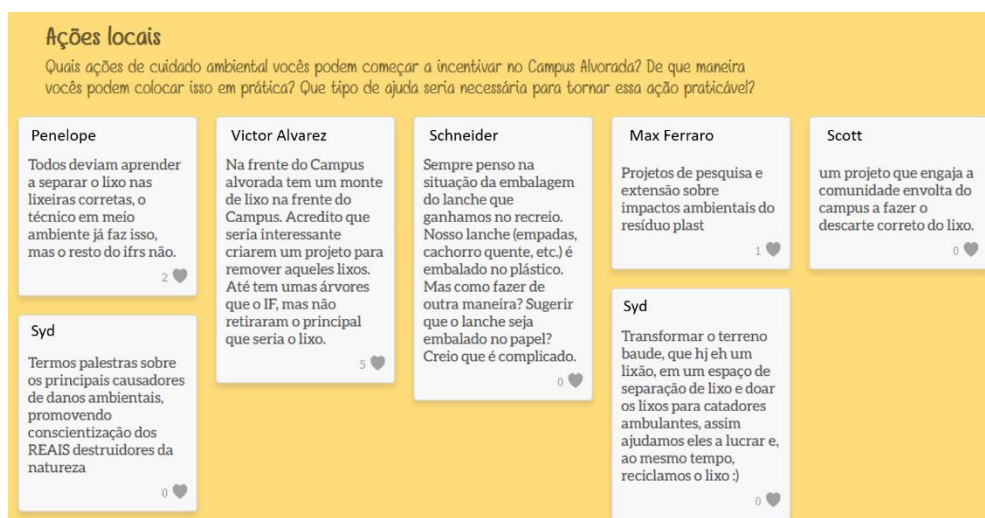 Ações locais
Quais ações de cuidado ambiental vocês podem começar a incentivar no Campus Alvorada? De que maneira
vocês podem colocar isso em prática? Que tipo de ajuda seria necessária para tornar essa ação praticável?
Penelope
Todos deviam aprender
a separar o lixo nas
lixeiras corretas, o
técnico em meio
ambiente já faz isso,
mas o resto do ifrs não.
2
Syd
Termos palestras sobre
os principais causadores
de danos ambientais,
promovendo
conscientização dos
REAIS destruidores da
natureza
0
Victor Alvarez
Na frente do Campus
alvorada tem um monte
de lixo na frente do
Campus. Acredito que
seria interessante
criarem um projeto para
remover aqueles lixos.
Até tem umas árvores
que o IF, mas não
retiraram o principal
que seria o lixo.
5
Schneider
Sempre penso na
situação da embalagem
do lanche que
ganhamos no recreio.
Nosso lanche (empadas,
cachorro quente, etc.) é
embalado no plástico.
Mas como fazer de
outra maneira? Sugerir
que o lanche seja
embalado no papel?
Creio que é complicado.
0
Max Ferraro
Projetos de pesquisa e
extensão sobre
impactos ambientais do
resíduo plast
1
Syd
Transformar o terreno
baude, que hj eh um
lixão, em um espaço de
separação de lixo e doar
os lixos para catadores
ambulantes, assim
ajudamos eles a lucrar e,
ao mesmo tempo,
reciclamos o lixo :)
0
Scott
um projeto que engaja a
comunidade envolta do
campus a fazer o
descarte correto do lixo.
0